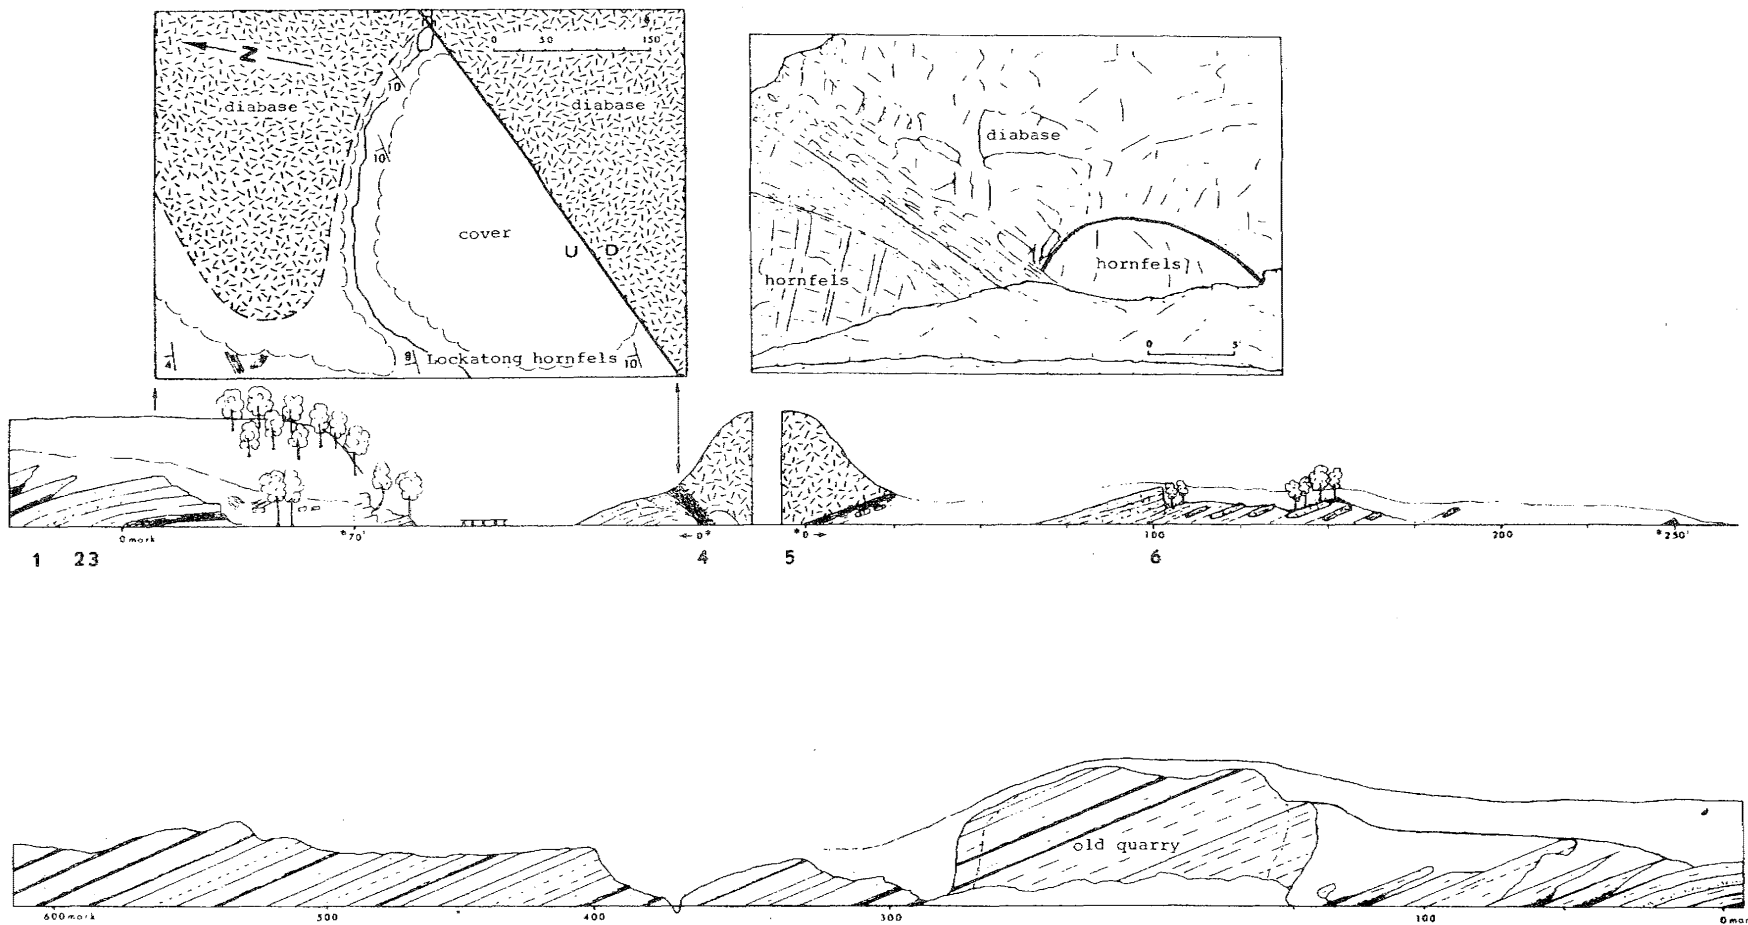 0 50 150'
N
diabase
diabase
10
10
cover
U D
4
8 Lockatong hornfels 10
diabase
hornfels
hornfels
0 5'
0 mark *70' ← 0* *0 → 100 200 *250'
1 23 4 5 6
old quarry
600 mark 500 400 300 100 0 mar